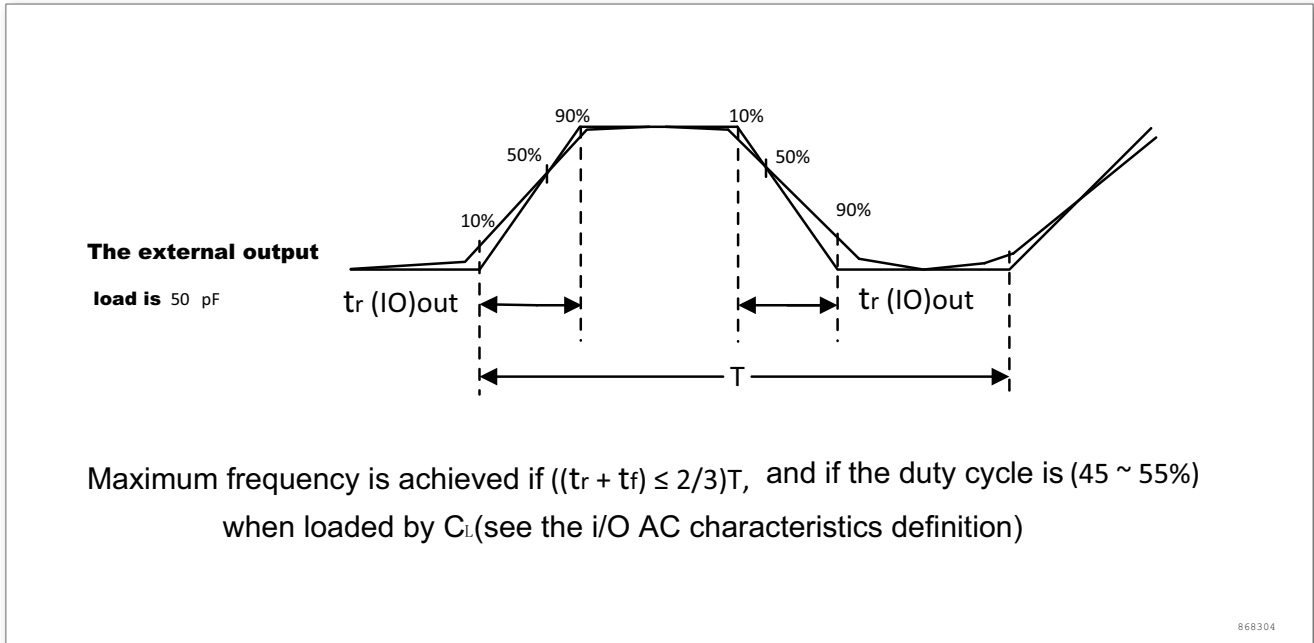 90%
10%
50%
50%
10%
90%
The external output
load is 50 pF
tr (IO)out
tr (IO)out
T
Maximum frequency is achieved if ((tr + tf) ≤ 2/3)T, and if the duty cycle is (45 ~ 55%)
when loaded by CL(see the i/O AC characteristics definition)
868304